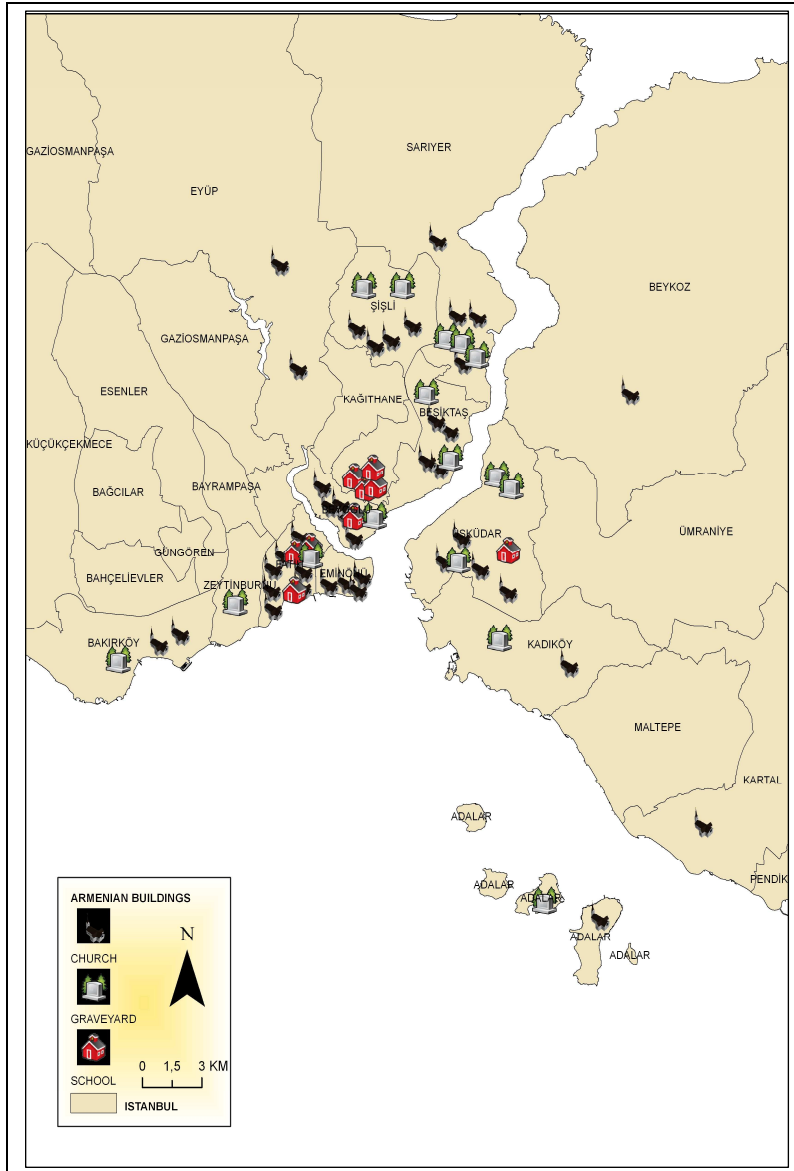 SARIYER
GAZİOSMANPAŞA
EYÜP
BEYKOZ
ŞİŞLİ
GAZİOSMANPAŞA
ESENLER
KAĞITHANE
BEŞİKTAŞ
KÜÇÜKÇEKMECE
BAĞCILAR
BAYRAMPAŞA
ÜMRANİYE
GÜNGÖREN
BAHÇELİEVLER
ZEYTİNBURNU
EMİNÖNÜ
BAKIRKÖY
KADIKÖY
MALTEPE
KARTAL
ADALAR
PENDİK
ADALAR
ADALAR
ADALAR
ADALAR
ARMENIAN BUILDINGS
CHURCH
GRAVEYARD
SCHOOL
ISTANBUL
N
0 1,5 3 KM